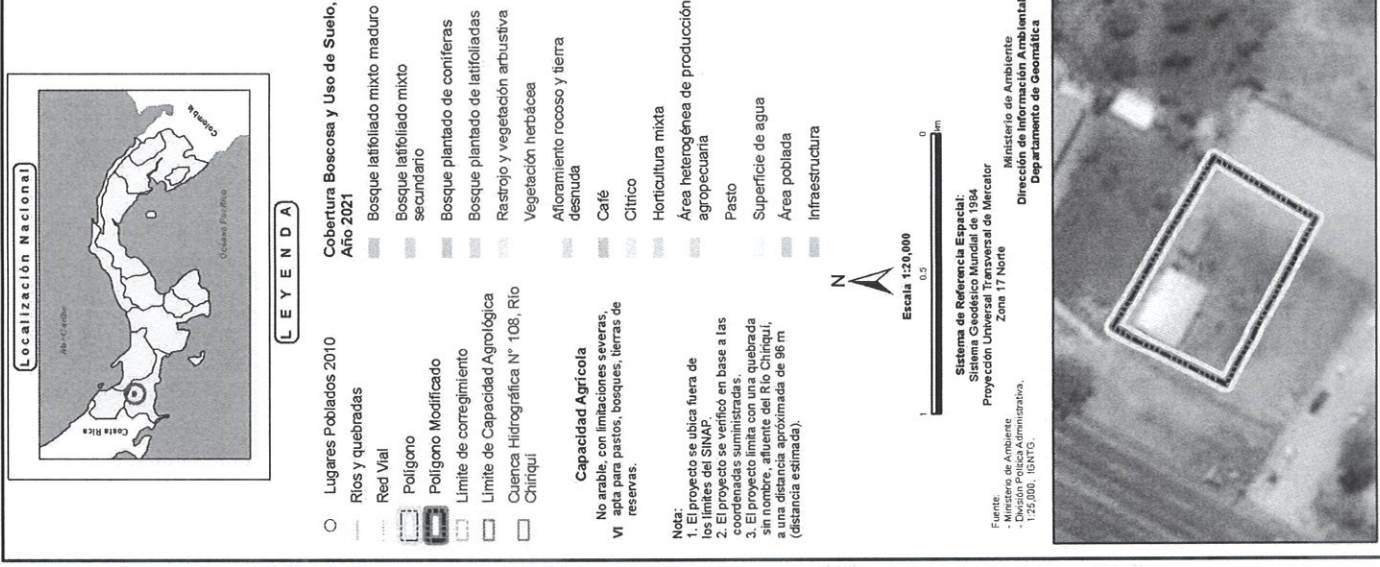 Localización Nacional
Mar Caribe
Costa Rica
Colombia
Océano Pacífico
LEYENDA
Lugares Poblados 2010
Ríos y quebradas
Red Vial
Polígono
Polígono Modificado
Límite de corregimiento
Límite de Capacidad Agrológica
Cuenca Hidrográfica N° 108, Río
Chiriquí
Capacidad Agrícola
No arable, con limitaciones severas,
VI apta para pastos, bosques, tierras de
reservas.
Nota:
1. El proyecto se ubica fuera de
los límites del SINAP.
2. El proyecto se verificó en base a las
coordenadas suministradas.
3. El proyecto limita con una quebrada
sin nombre, afluente del Río Chiriquí,
a una distancia apróximada de 96 m
(distancia estimada).
Cobertura Boscosa y Uso de Suelo,
Año 2021
Bosque latifoliado mixto maduro
Bosque latifoliado mixto
secundario
Bosque plantado de coníferas
Bosque plantado de latifoliadas
Rastrojo y vegetación arbustiva
Vegetación herbácea
Afloramiento rocoso y tierra
desnuda
Café
Cítrico
Horticultura mixta
Área heterogénea de producción
agropecuaria
Pasto
Superficie de agua
Área poblada
Infraestructura
N
Escala 1:20,000
1 0.5 0
km
Sistema de Referencia Espacial:
Sistema Geodésico Mundial de 1984
Proyección Universal Transversal de Mercator
Zona 17 Norte
Fuente:
- Ministerio de Ambiente
- División Política Administrativa,
1:25,000, IGNTG.
Ministerio de Ambiente
Dirección de Información Ambiental
Departamento de Geomática